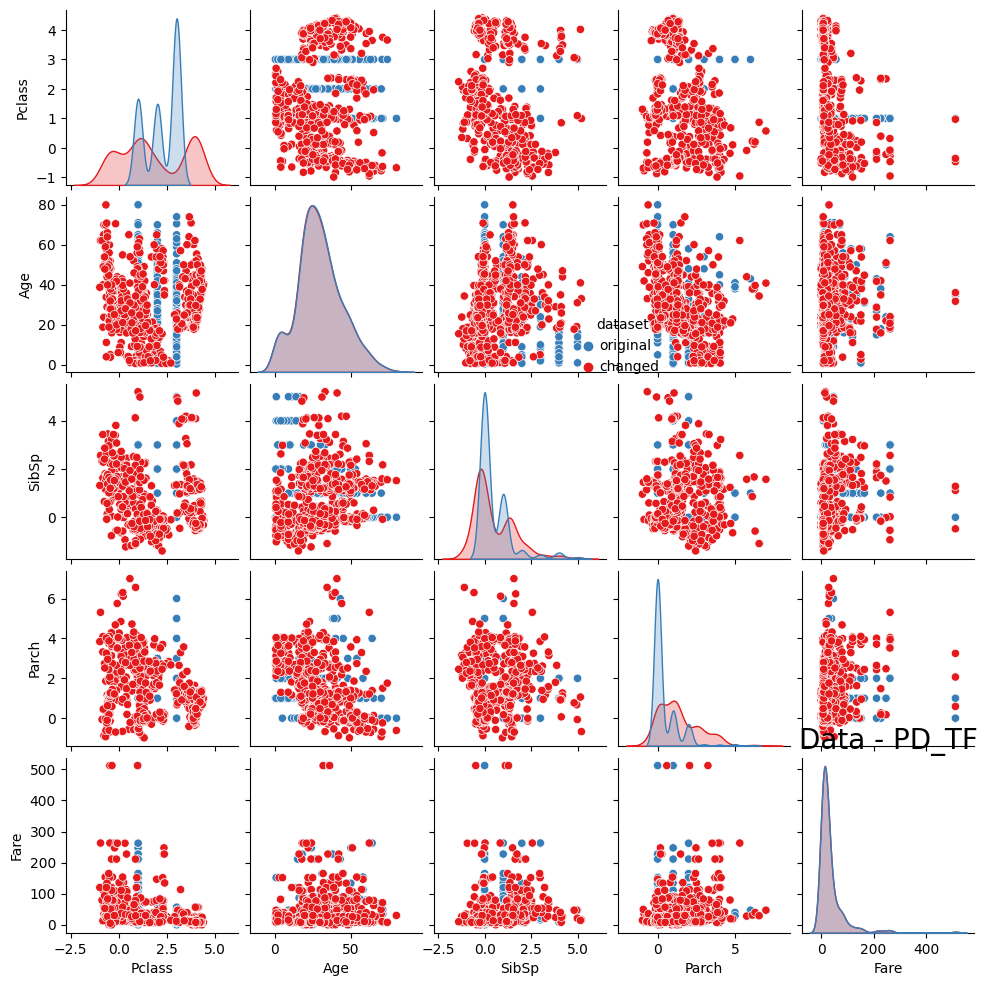 4
3
2
1
0
−1
Pclass
80
60
40
20
0
Age
dataset
original
changed
4
2
0
SibSp
6
4
2
0
Parch
Data - PD_TF
500
400
300
200
100
0
Fare
−2.5 0.0 2.5 5.0
0 50
−2.5 0.0 2.5 5.0
0 5
0 200 400
Pclass
Age
SibSp
Parch
Fare